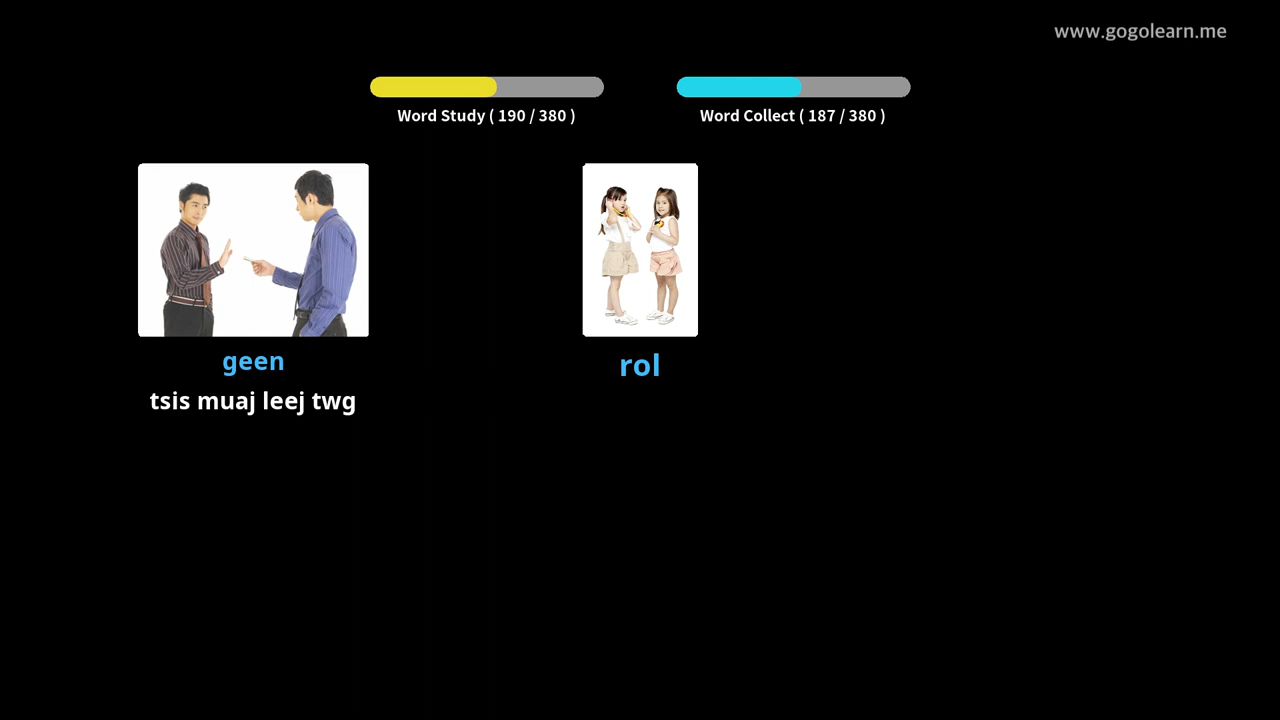 www.gogolearn.me
Word Study ( 190 / 380 )
Word Collect ( 187 / 380 )
geen
tsis muaj leej twg
rol